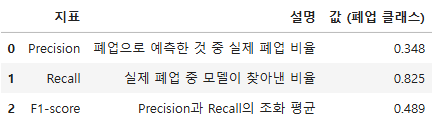 지표 설명 값 (폐업 클래스)
0 Precision 폐업으로 예측한 것 중 실제 폐업 비율 0.348
1 Recall 실제 폐업 중 모델이 찾아낸 비율 0.825
2 F1-score Precision과 Recall의 조화 평균 0.489